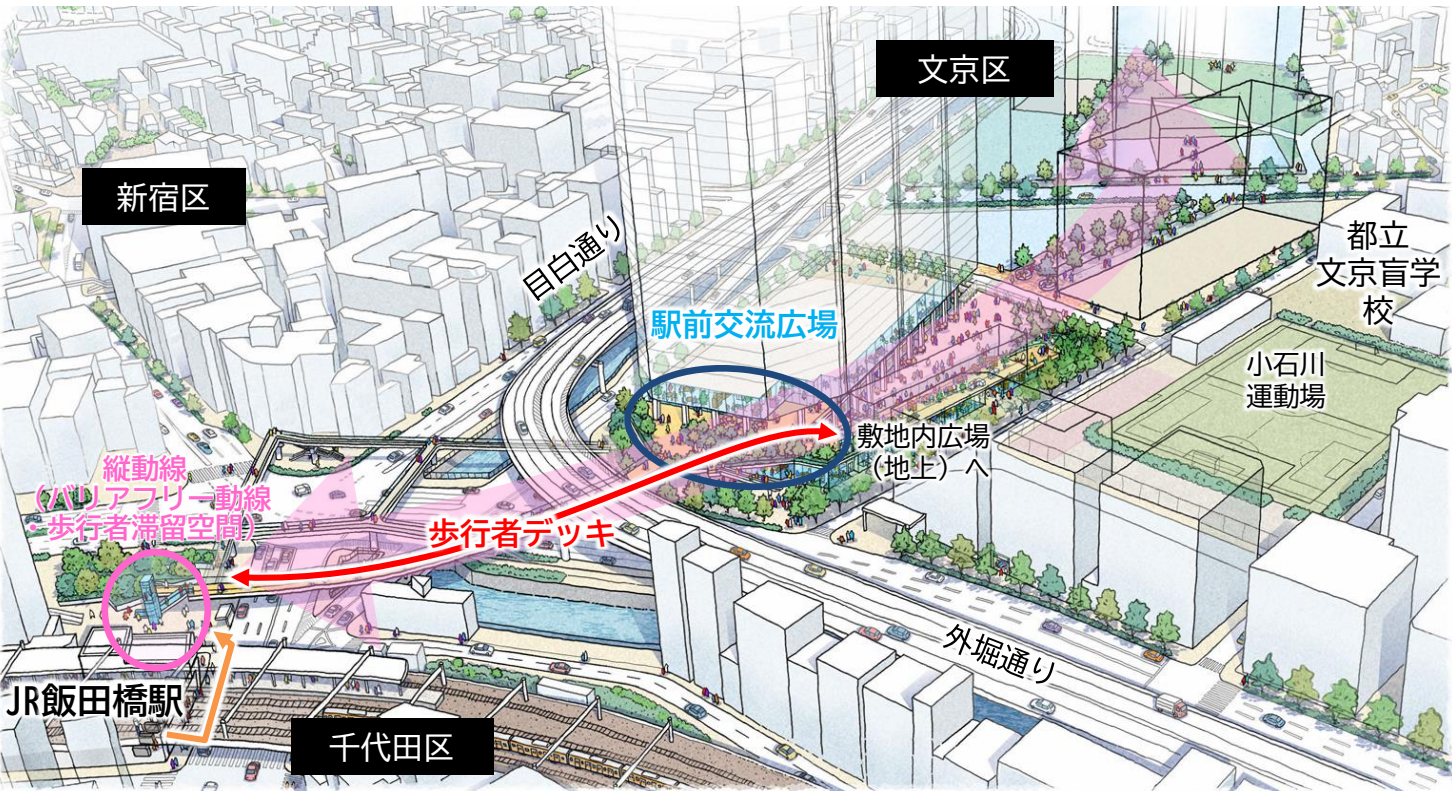 文京区
新宿区
目白通り
都立
文京盲学
校
駅前交流広場
小石川
運動場
敷地内広場
（地上）へ
縦動線
（バリアフリー動線
・歩行者滞留空間）
歩行者デッキ
外堀通り
JR飯田橋駅
千代田区